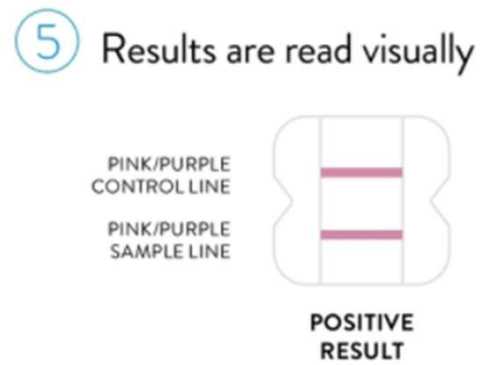 5 Results are read visually
PINK/PURPLE
CONTROL LINE
PINK/PURPLE
SAMPLE LINE
POSITIVE
RESULT